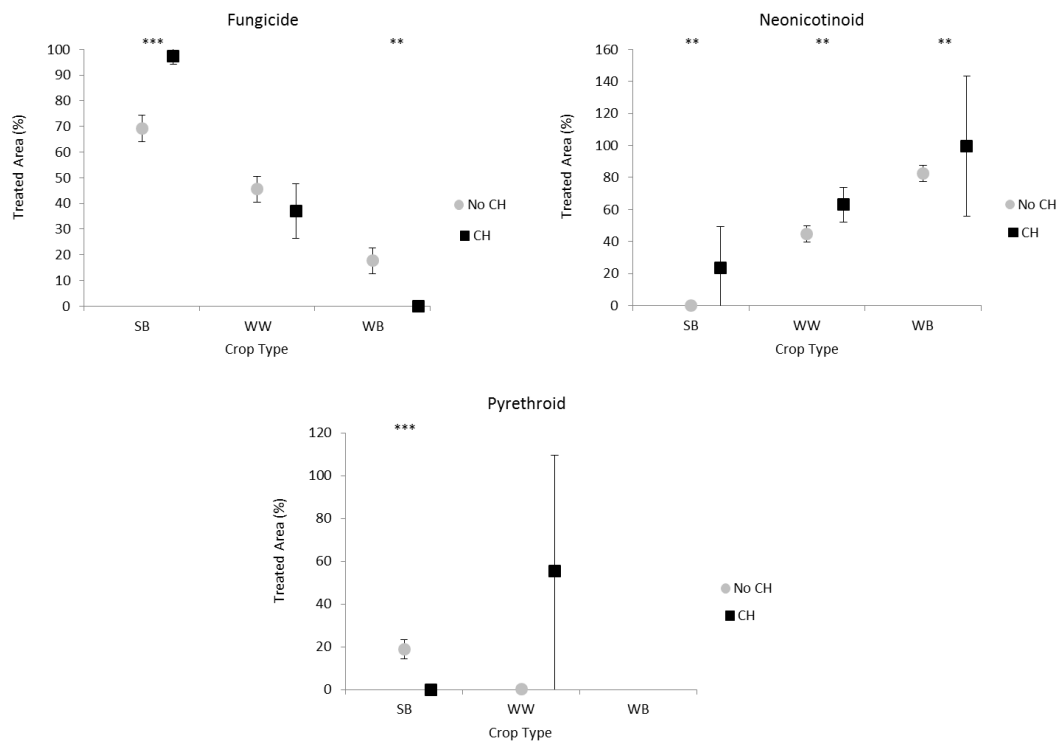 Fungicide
***
**
100
90
80
70
60
50
40
30
20
10
0
Treated Area (%)
SB
WW
WB
Crop Type
No CH
CH
Neonicotinoid
**
**
**
160
140
120
100
80
60
40
20
0
Treated Area (%)
SB
WW
WB
Crop Type
No CH
CH
Pyrethroid
***
120
100
80
60
40
20
0
Treated Area (%)
SB
WW
WB
Crop Type
No CH
CH